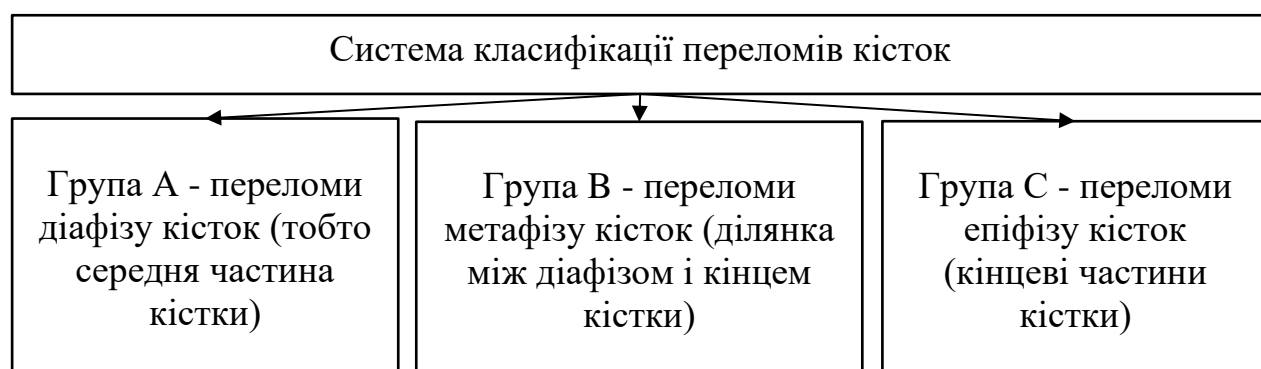 Система класифікації переломів кісток
Група А - переломи
діафізу кісток (тобто
середня частина
кістки)
Група В - переломи
метафізу кісток (ділянка
між діафізом і кінцем
кістки)
Група С - переломи
епіфізу кісток
(кінцеві частини
кістки)